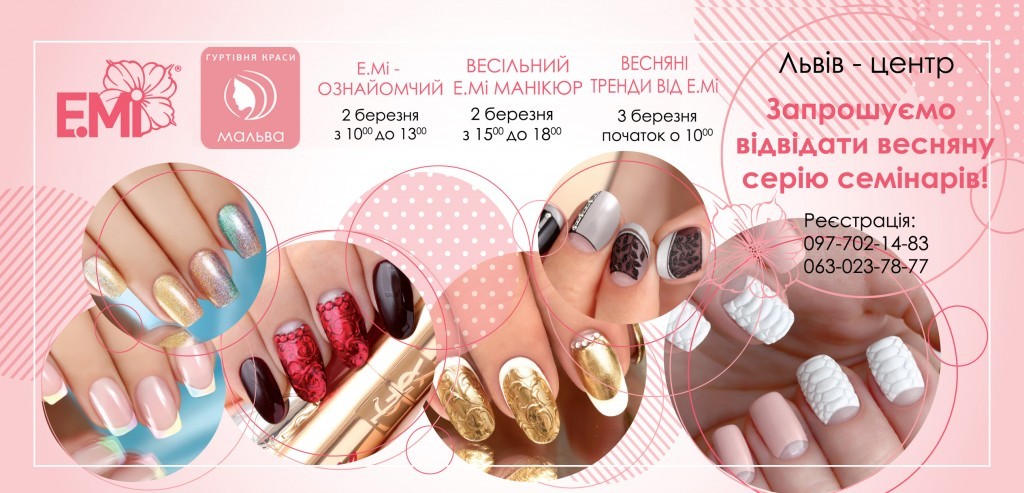 E.Mi®
ГУРТІВНЯ КРАСИ
МАЛЬВА
E.Mi -
ОЗНАЙОМЧИЙ
2 березня
з 10⁰⁰ до 13⁰⁰
ВЕСІЛЬНИЙ
E.Mi МАНІКЮР
2 березня
з 15⁰⁰ до 18⁰⁰
ВЕСНЯНІ
ТРЕНДИ ВІД E.Mi
3 березня
початок о 10⁰⁰
Львів - центр
Запрошуємо
відвідати весняну
серію семінарів!
Реєстрація:
097-702-14-83
063-023-78-77